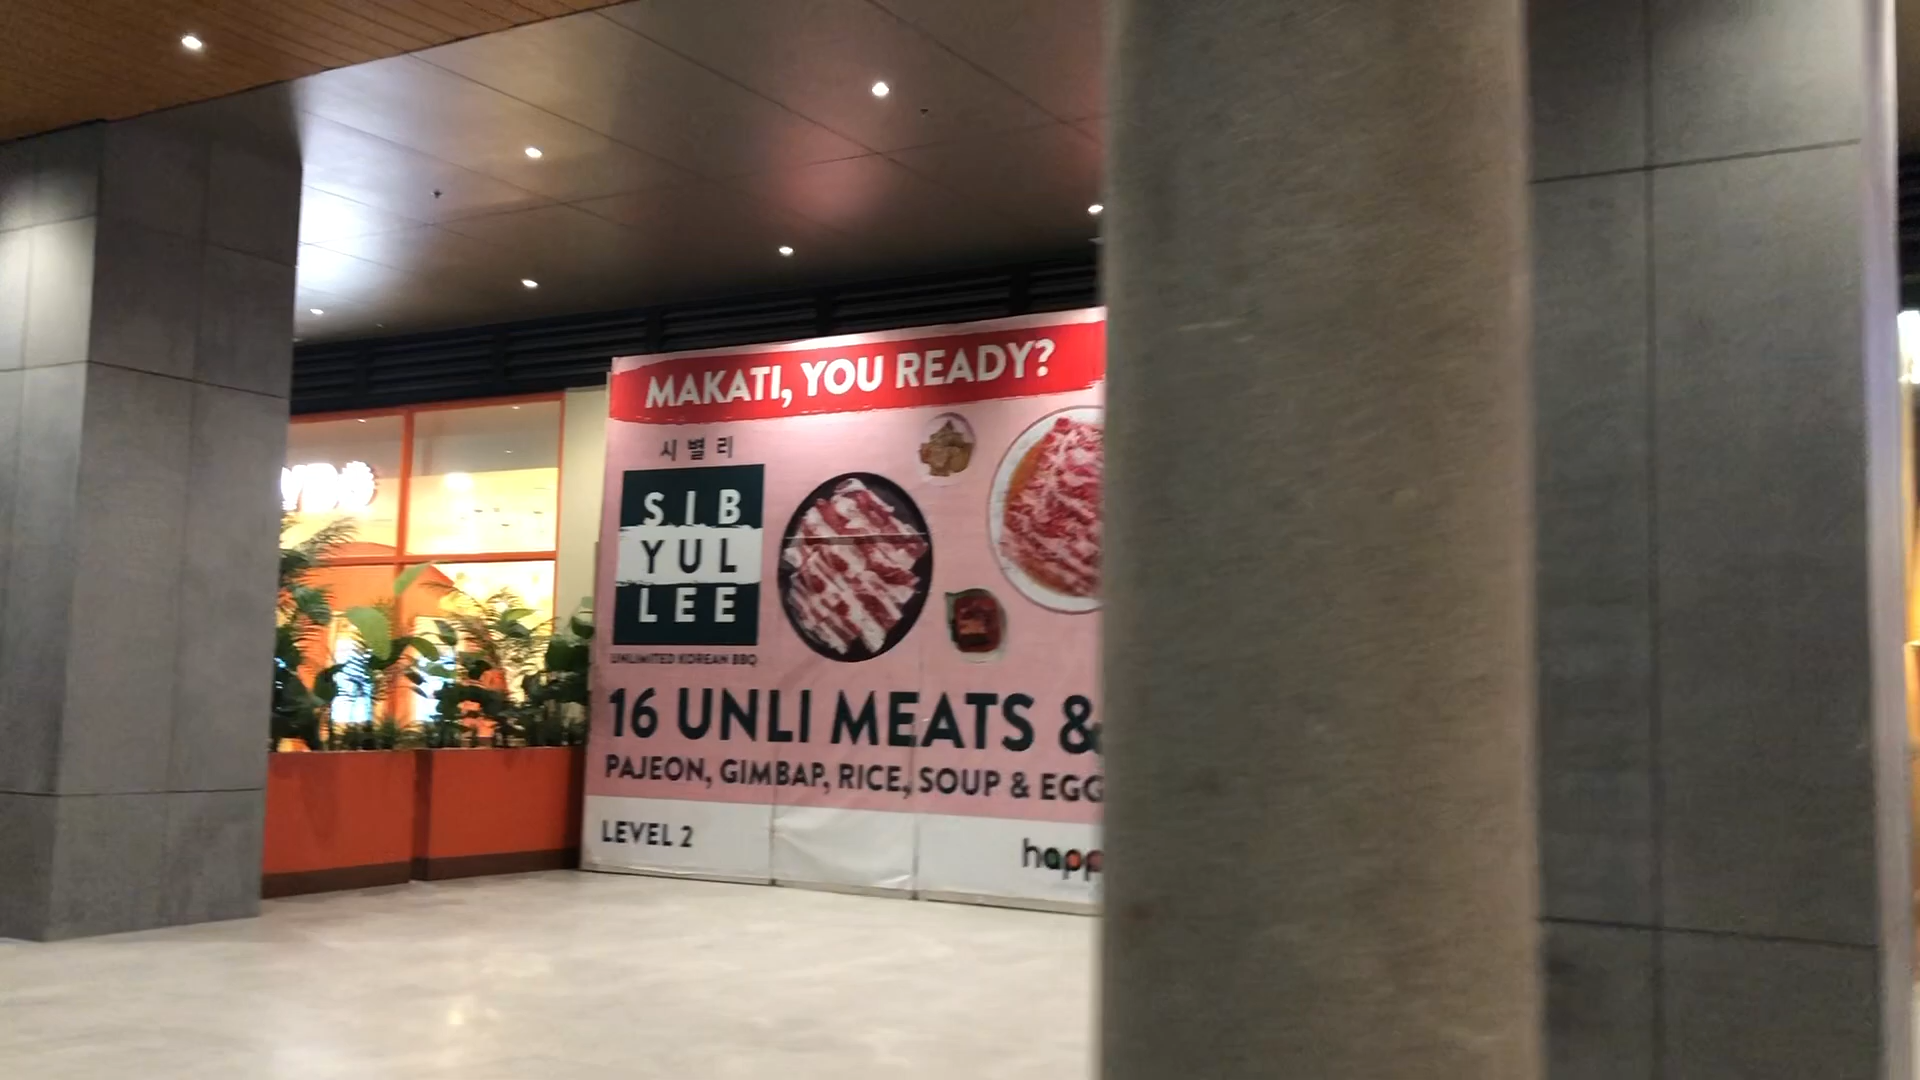 MAKATI, YOU READY?
시별리
SIB
YUL
LEE
UNLIMITED KOREAN BBQ
16 UNLI MEATS &
PAJEON, GIMBAP, RICE, SOUP & EGG
LEVEL 2
happ